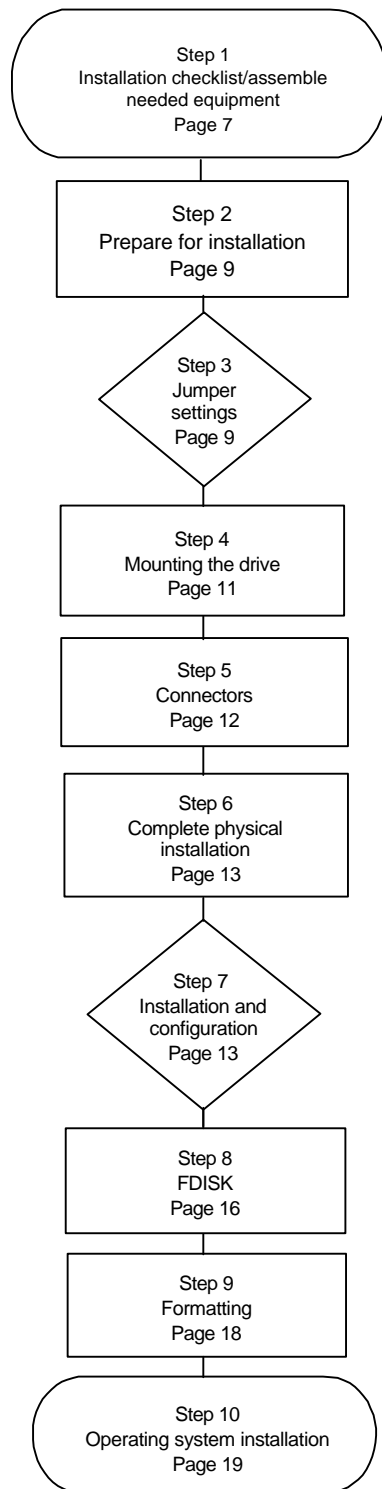 Step 1
Installation checklist/assemble
needed equipment
Page 7
Step 2
Prepare for installation
Page 9
Step 3
Jumper
settings
Page 9
Step 4
Mounting the drive
Page 11
Step 5
Connectors
Page 12
Step 6
Complete physical
installation
Page 13
Step 7
Installation and
configuration
Page 13
Step 8
FDISK
Page 16
Step 9
Formatting
Page 18
Step 10
Operating system installation
Page 19